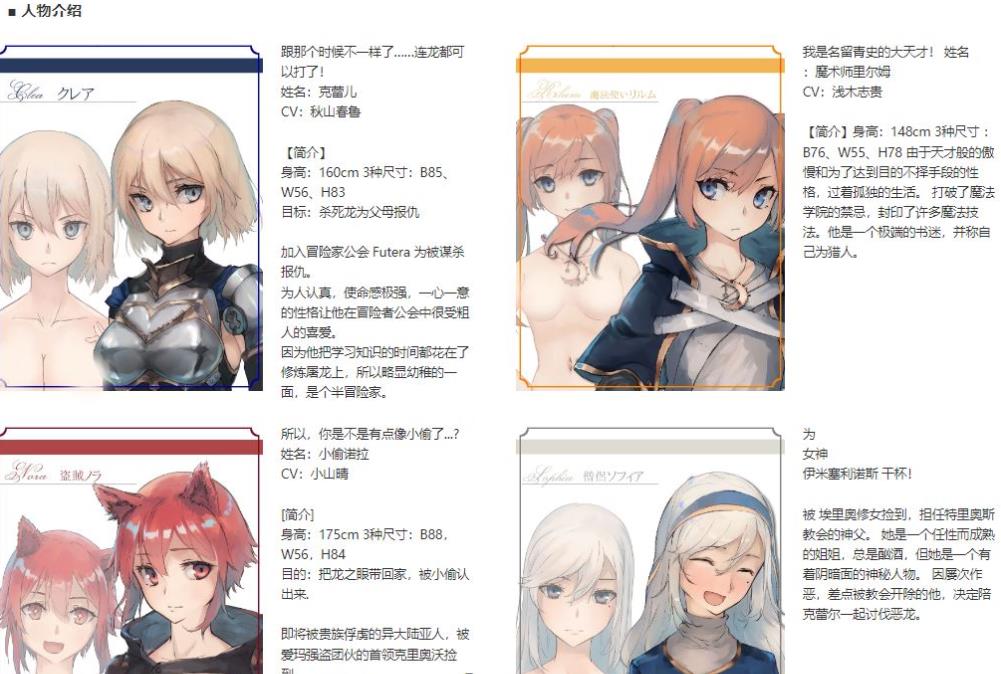 ■ 人物介绍
Clea クレア
跟那个时候不一样了......连龙都可
以打了！
姓名：克蕾儿
CV：秋山春鲁
【简介】
身高：160cm 3种尺寸：B85、
W56、H83
目标：杀死龙为父母报仇
加入冒险家公会 Futera 为被谋杀
报仇。
为人认真，使命感极强，一心一意
的性格让他在冒险者公会中很受粗
人的喜爱。
因为他把学习知识的时间都花在了
修炼屠龙上，所以略显幼稚的一
面，是个半冒险家。
Rirlum 魔法使いリルム
我是名留青史的大天才！ 姓名
：魔术师里尔姆
CV：浅木志贵
【简介】身高：148cm 3种尺寸：
B76、W55、H78 由于天才般的傲
慢和为了达到目的不择手段的性
格，过着孤独的生活。 打破了魔法
学院的禁忌，封印了许多魔法技
法。他是一个极端的书迷，并称自
己为猎人。
Nora 盗賊ノラ
所以，你是不是有点像小偷了...?
姓名：小偷诺拉
CV：小山晴
[简介]
身高：175cm 3种尺寸：B88，
W56，H84
目的：把龙之眼带回家，被小偷认
出来.
即将被贵族俘虏的异大陆亚人，被
爱玛强盗团伙的首领克里奥沃捡
到
Sophia 僧侶ソフィア
为
女神
伊米塞利诺斯 干杯！
被 埃里奥修女捡到，担任特里奥斯
教会的神父。 她是一个任性而成熟
的姐姐，总是酗酒，但她是一个有
着阴暗面的神秘人物。 因屡次作
恶，差点被教会开除的他，决定陪
克蕾尔一起讨伐恶龙。